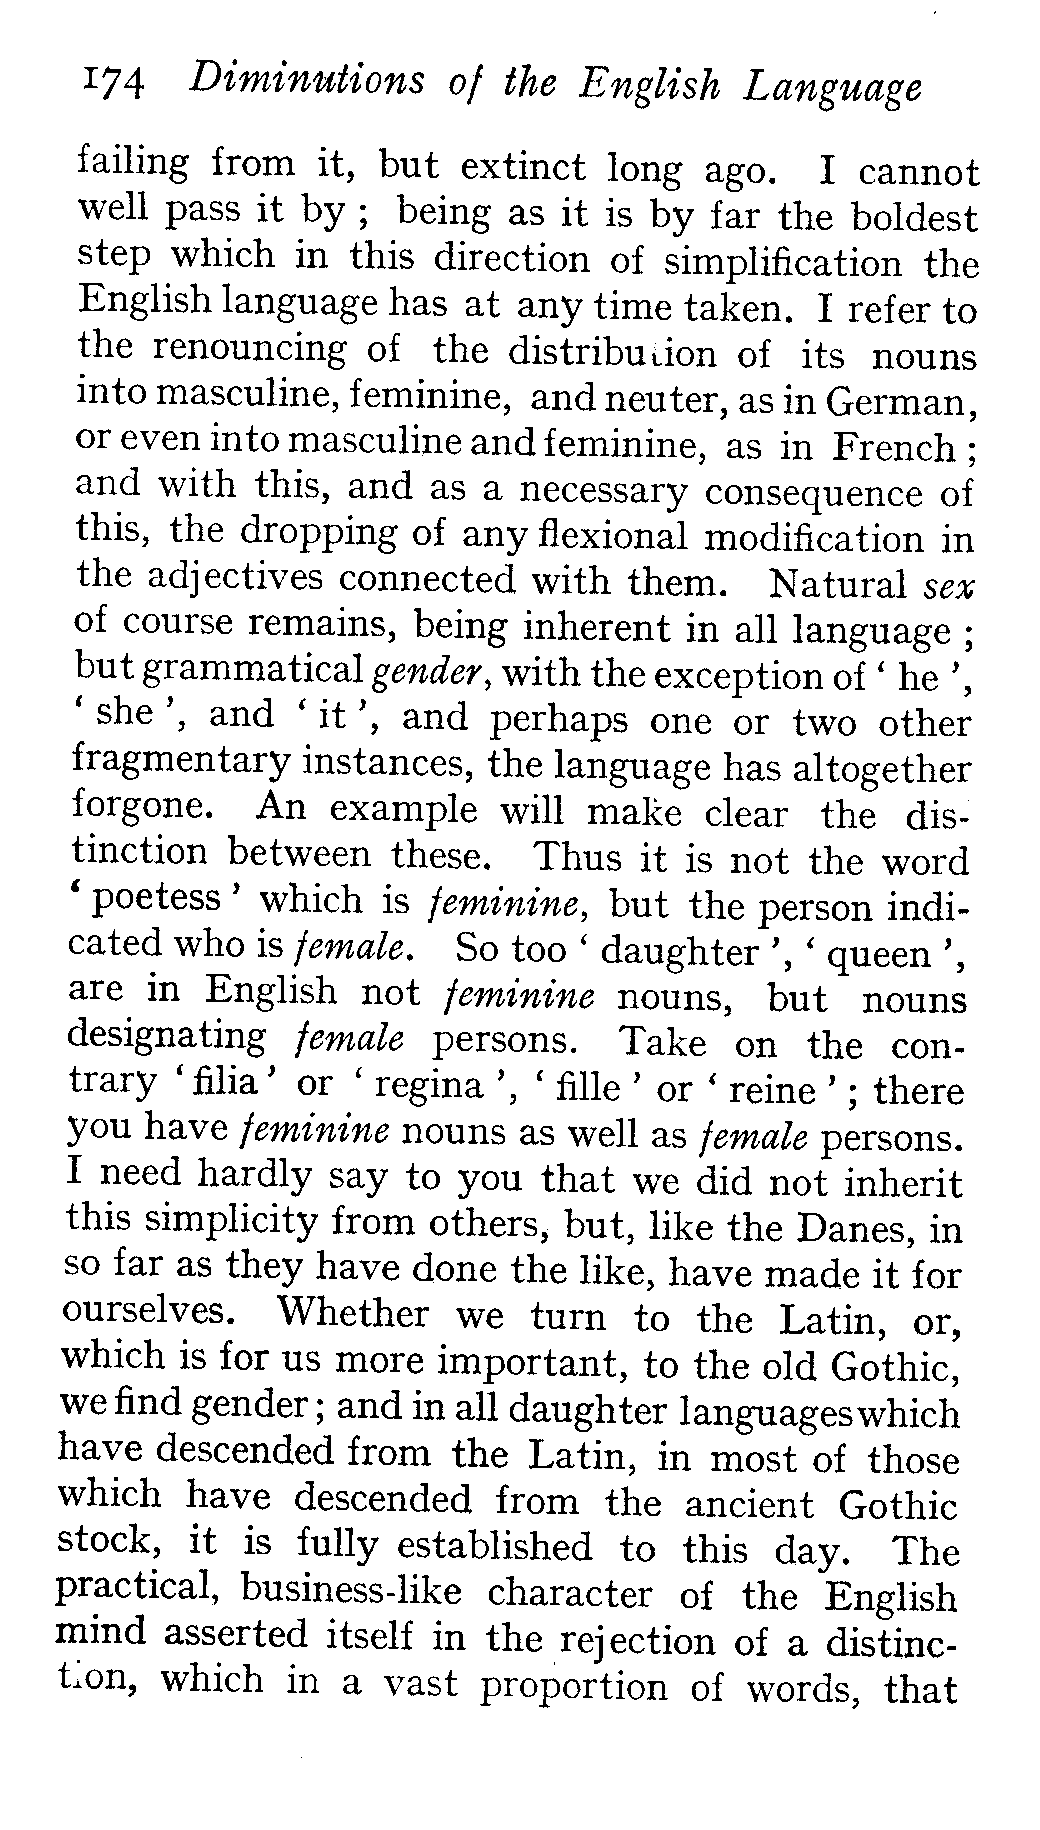 174 Diminutions of the English Language
failing from it, but extinct long ago. I cannot
well pass it by ; being as it is by far the boldest
step which in this direction of simplification the
English language has at any time taken. I refer to
the renouncing of the distribution of its nouns
into masculine, feminine, and neuter, as in German,
or even into masculine and feminine, as in French ;
and with this, and as a necessary consequence of
this, the dropping of any flexional modification in
the adjectives connected with them. Natural sex
of course remains, being inherent in all language ;
but grammatical gender, with the exception of ‘ he ’,
‘ she ’, and ‘ it ’, and perhaps one or two other
fragmentary instances, the language has altogether
forgone. An example will make clear the dis-
tinction between these. Thus it is not the word
‘ poetess ’ which is feminine, but the person indi-
cated who is female. So too ‘ daughter ’, ‘ queen ’,
are in English not feminine nouns, but nouns
designating female persons. Take on the con-
trary ‘ filia ’ or ‘ regina ’, ‘ fille ’ or ‘ reine ’ ; there
you have feminine nouns as well as female persons.
I need hardly say to you that we did not inherit
this simplicity from others, but, like the Danes, in
so far as they have done the like, have made it for
ourselves. Whether we turn to the Latin, or,
which is for us more important, to the old Gothic,
we find gender ; and in all daughter languages which
have descended from the Latin, in most of those
which have descended from the ancient Gothic
stock, it is fully established to this day. The
practical, business-like character of the English
mind asserted itself in the rejection of a distinc-
tion, which in a vast proportion of words, that